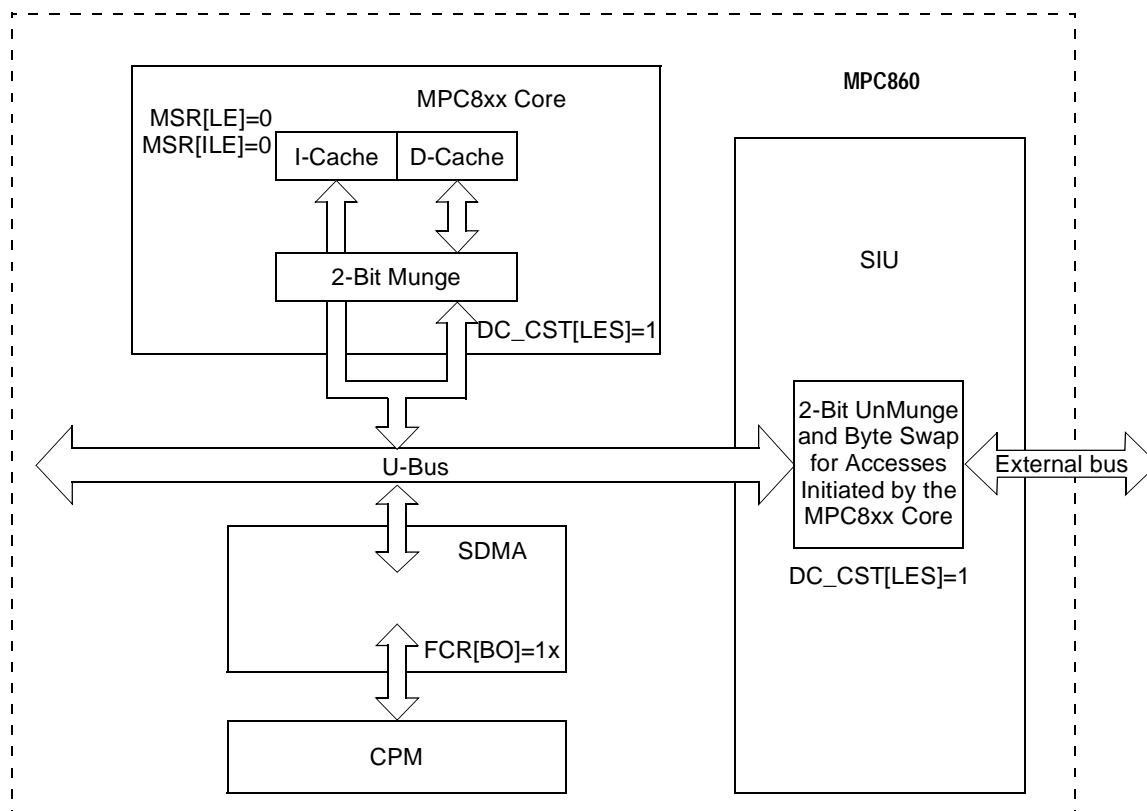 MPC860
MPC8xx Core
MSR[LE]=0
MSR[ILE]=0
I-Cache
D-Cache
2-Bit Munge
DC_CST[LES]=1
SIU
2-Bit UnMunge
and Byte Swap
for Accesses
Initiated by the
MPC8xx Core
DC_CST[LES]=1
External bus
U-Bus
SDMA
FCR[BO]=1x
CPM